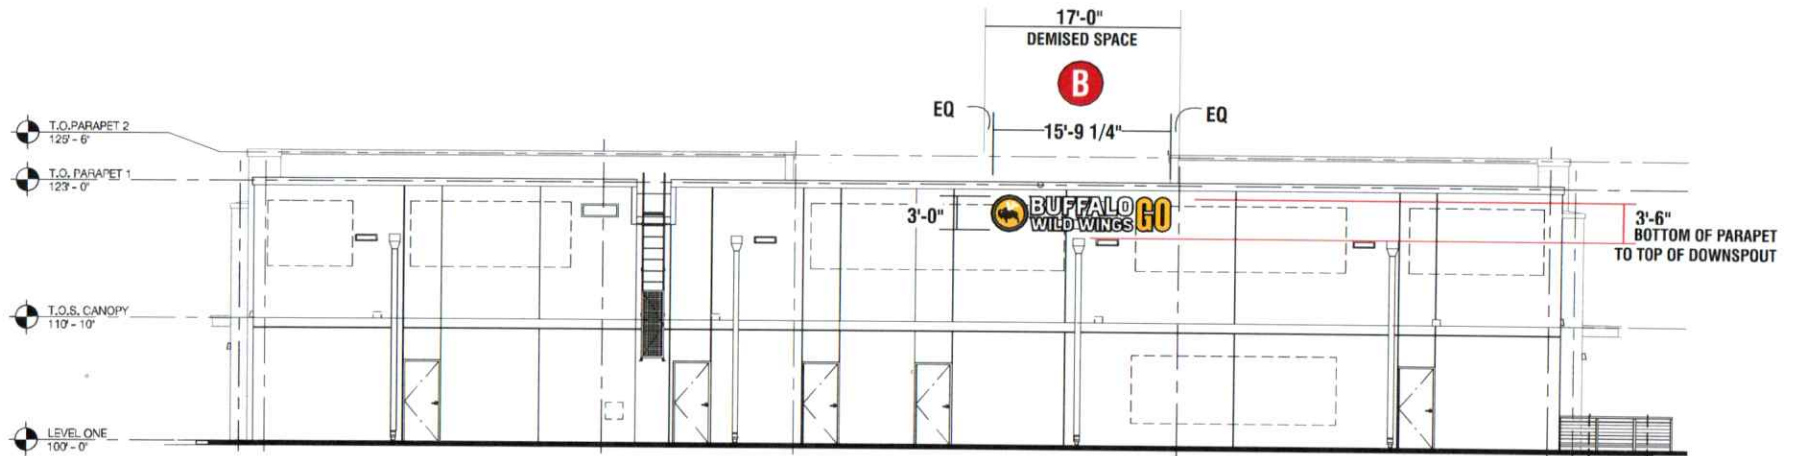 17'-0"
DEMISED SPACE
B
EQ
EQ
15'-9 1/4"
T.O.PARAPET 2
125' - 6"
T.O. PARAPET 1
123' - 0"
3'-0"
BUFFALO
WILD WINGS
GO
3'-6"
BOTTOM OF PARAPET
TO TOP OF DOWNSPOUT
T.O.S. CANOPY
110' - 10"
LEVEL ONE
100' - 0"